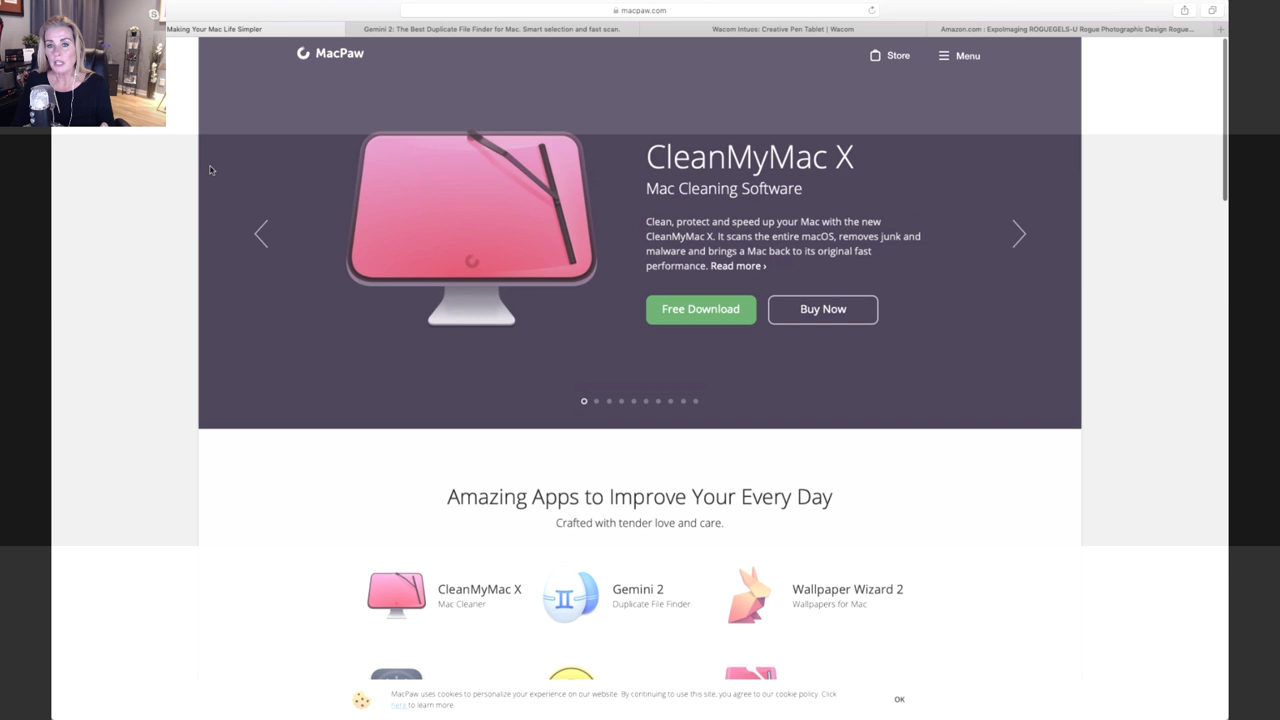 macpaw.com
Making Your Mac Life Simpler
Gemini 2: The Best Duplicate File Finder for Mac. Smart selection and fast scan.
Wacom Intuos: Creative Pen Tablet | Wacom
Amazon.com : ExpoImaging ROGUEGELS-U Rogue Photographic Design Rogue...
MacPaw
Store
Menu
CleanMyMac X
Mac Cleaning Software
Clean, protect and speed up your Mac with the new
CleanMyMac X. It scans the entire macOS, removes junk and
malware and brings a Mac back to its original fast
performance. Read more ›
Free Download
Buy Now
Amazing Apps to Improve Your Every Day
Crafted with tender love and care.
CleanMyMac X
Mac Cleaner
Gemini 2
Duplicate File Finder
Wallpaper Wizard 2
Wallpapers for Mac
MacPaw uses cookies to personalize your experience on our website. By continuing to use this site, you agree to our cookie policy. Click
here to learn more.
OK